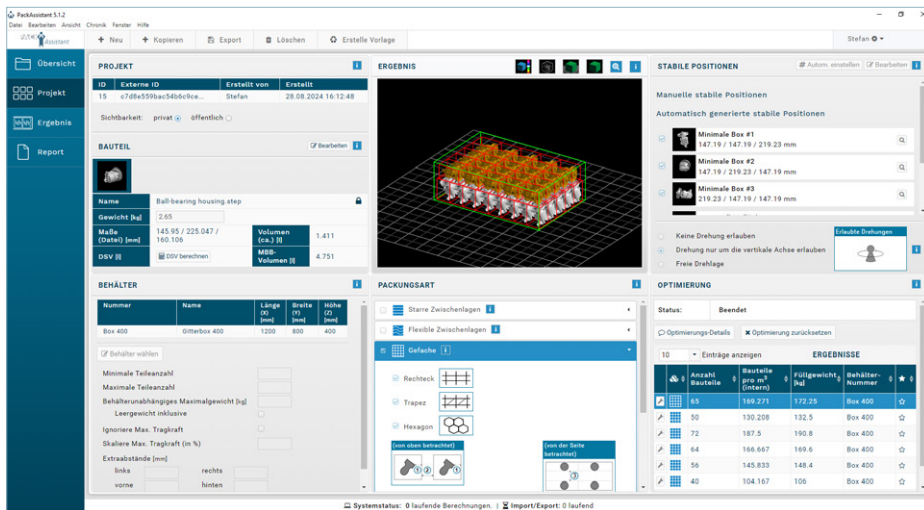 PackAssistant 5.1.2
Datei Bearbeiten Ansicht Chronik Fenster Hilfe
Assistent
+ Neu + Kopieren Export Löschen Erstelle Vorlage Stefan
Übersicht
Projekt
Ergebnis
Report
PROJEKT
ID Externe ID Erstellt von Erstellt
15 c7d8e559bac54b6c9ce... Stefan 28.08.2024 16:12:48
Sichtbarkeit: privat öffentlich
BAUTEIL Bearbeiten
Name Ball-bearing housing.step
Gewicht [kg] 2.65
Maße (Datei) [mm] 145.95 / 225.047 / 160.106 Volumen (ca.) [l] 1.411
DSV [l] DSV berechnen MBB-Volumen [l] 4.751
BEHÄLTER
Nummer Name Länge (X) [mm] Breite (Y) [mm] Höhe (Z) [mm]
Box 400 Gitterbox 400 1200 800 400
Behälter wählen
Minimale Teileanzahl
Maximale Teileanzahl
Behälterunabhängiges Maximalgewicht [kg]
Leergewicht inklusive
Ignoriere Max. Tragkraft
Skaliere Max. Tragkraft (in %)
Extraabstände [mm]
links rechts
vorne hinten
ERGEBNIS
PACKUNGSART
Starre Zwischenlagen
Flexible Zwischenlagen
Gefache
Rechteck
Trapez
Hexagon
(von oben betrachtet)
1 2 1
(von der Seite betrachtet)
3
STABILE POSITIONEN # Autom. einstellen Bearbeiten
Manuelle stabile Positionen
Automatisch generierte stabile Positionen
Minimale Box #1
147.19 / 147.19 / 219.23 mm
Minimale Box #2
147.19 / 219.23 / 147.19 mm
Minimale Box #3
219.23 / 147.19 / 147.19 mm
Keine Drehung erlauben
Drehung nur um die vertikale Achse erlauben
Freie Drehlage
Erlaubte Drehungen
OPTIMIERUNG
Status: Beendet
Optimierungs-Details Optimierung zurücksetzen
10 Einträge anzeigen ERGEBNISSE
Anzahl Bauteile Bauteile pro m³ (intern) Füllgewicht [kg] Behälter-Nummer
65 169.271 172.25 Box 400
50 130.208 132.5 Box 400
72 187.5 190.8 Box 400
64 166.667 169.6 Box 400
56 145.833 148.4 Box 400
40 104.167 106 Box 400
Systemstatus: 0 laufende Berechnungen. | Import/Export: 0 laufend